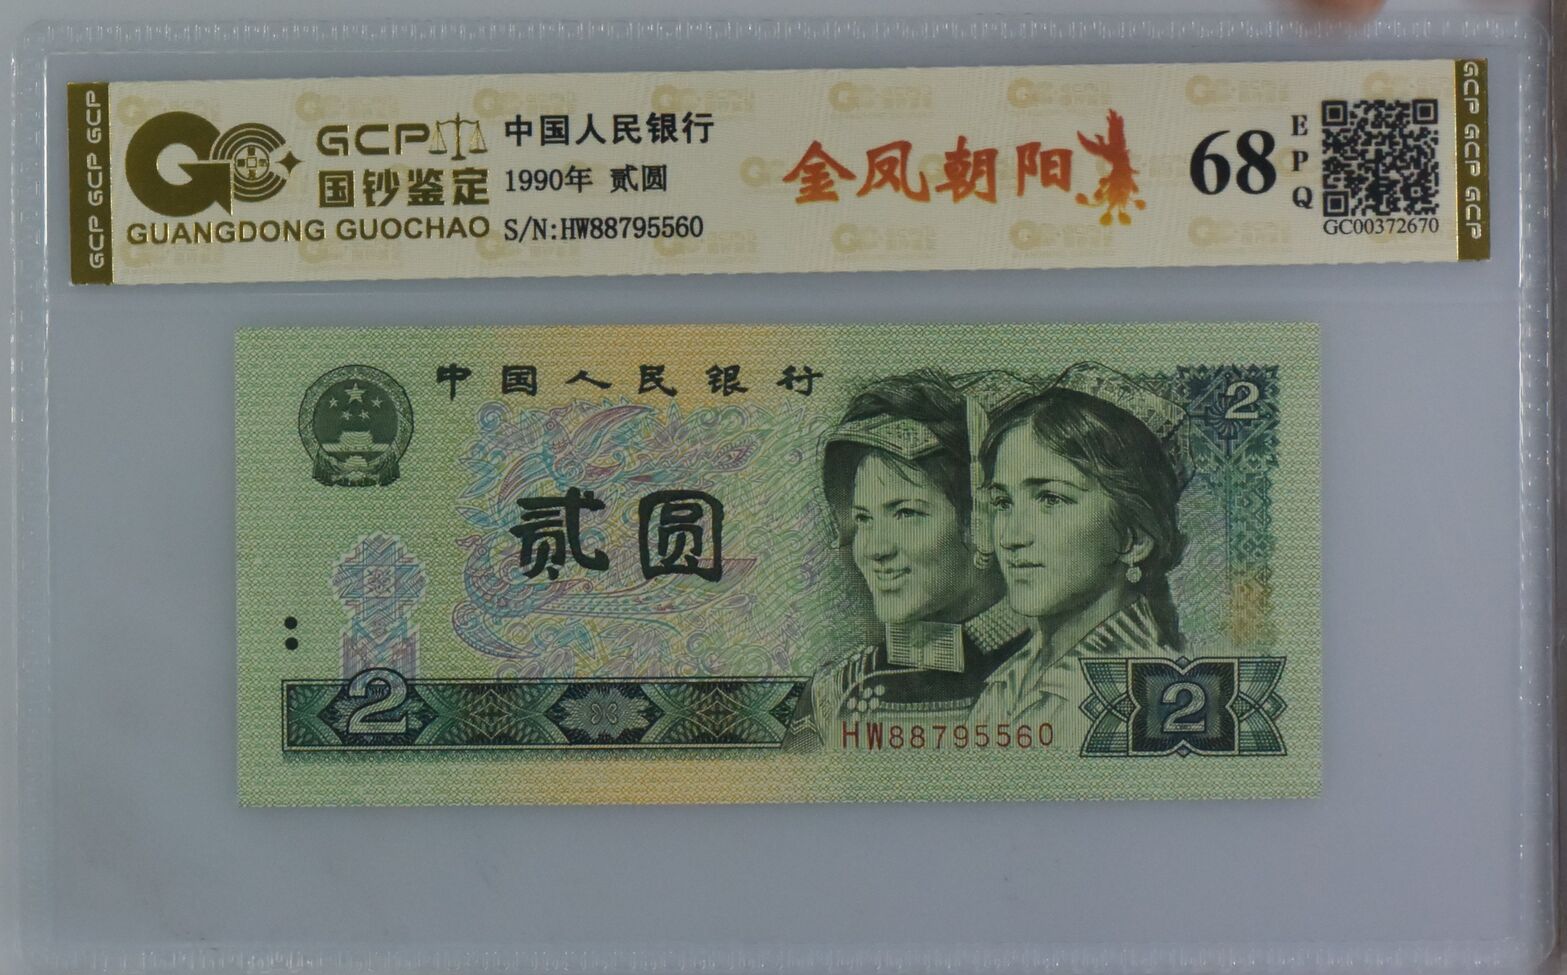 GCP GCP GCP
GCP
国钞鉴定
GUANGDONG GUOCHAO
中国人民银行
1990年 贰圆
S/N:HW88795560
金凤朝阳
68
E
P
Q
GC00372670
GCP GCP GCP
中国人民银行
2
贰圆
2
HW88795560
2